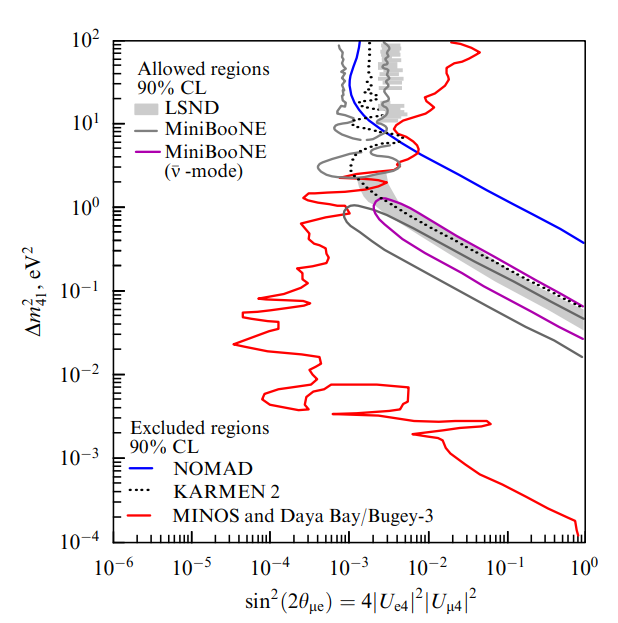 10²
10¹
10⁰
10⁻¹
10⁻²
10⁻³
10⁻⁴
Δm²₄₁, eV²
Allowed regions
90% CL
LSND
MiniBooNE
MiniBooNE
(ν̄ -mode)
Excluded regions
90% CL
NOMAD
KARMEN 2
MINOS and Daya Bay/Bugey-3
10⁻⁶ 10⁻⁵ 10⁻⁴ 10⁻³ 10⁻² 10⁻¹ 10⁰
sin²(2θμe) = 4|Ue4|²|Uμ4|²